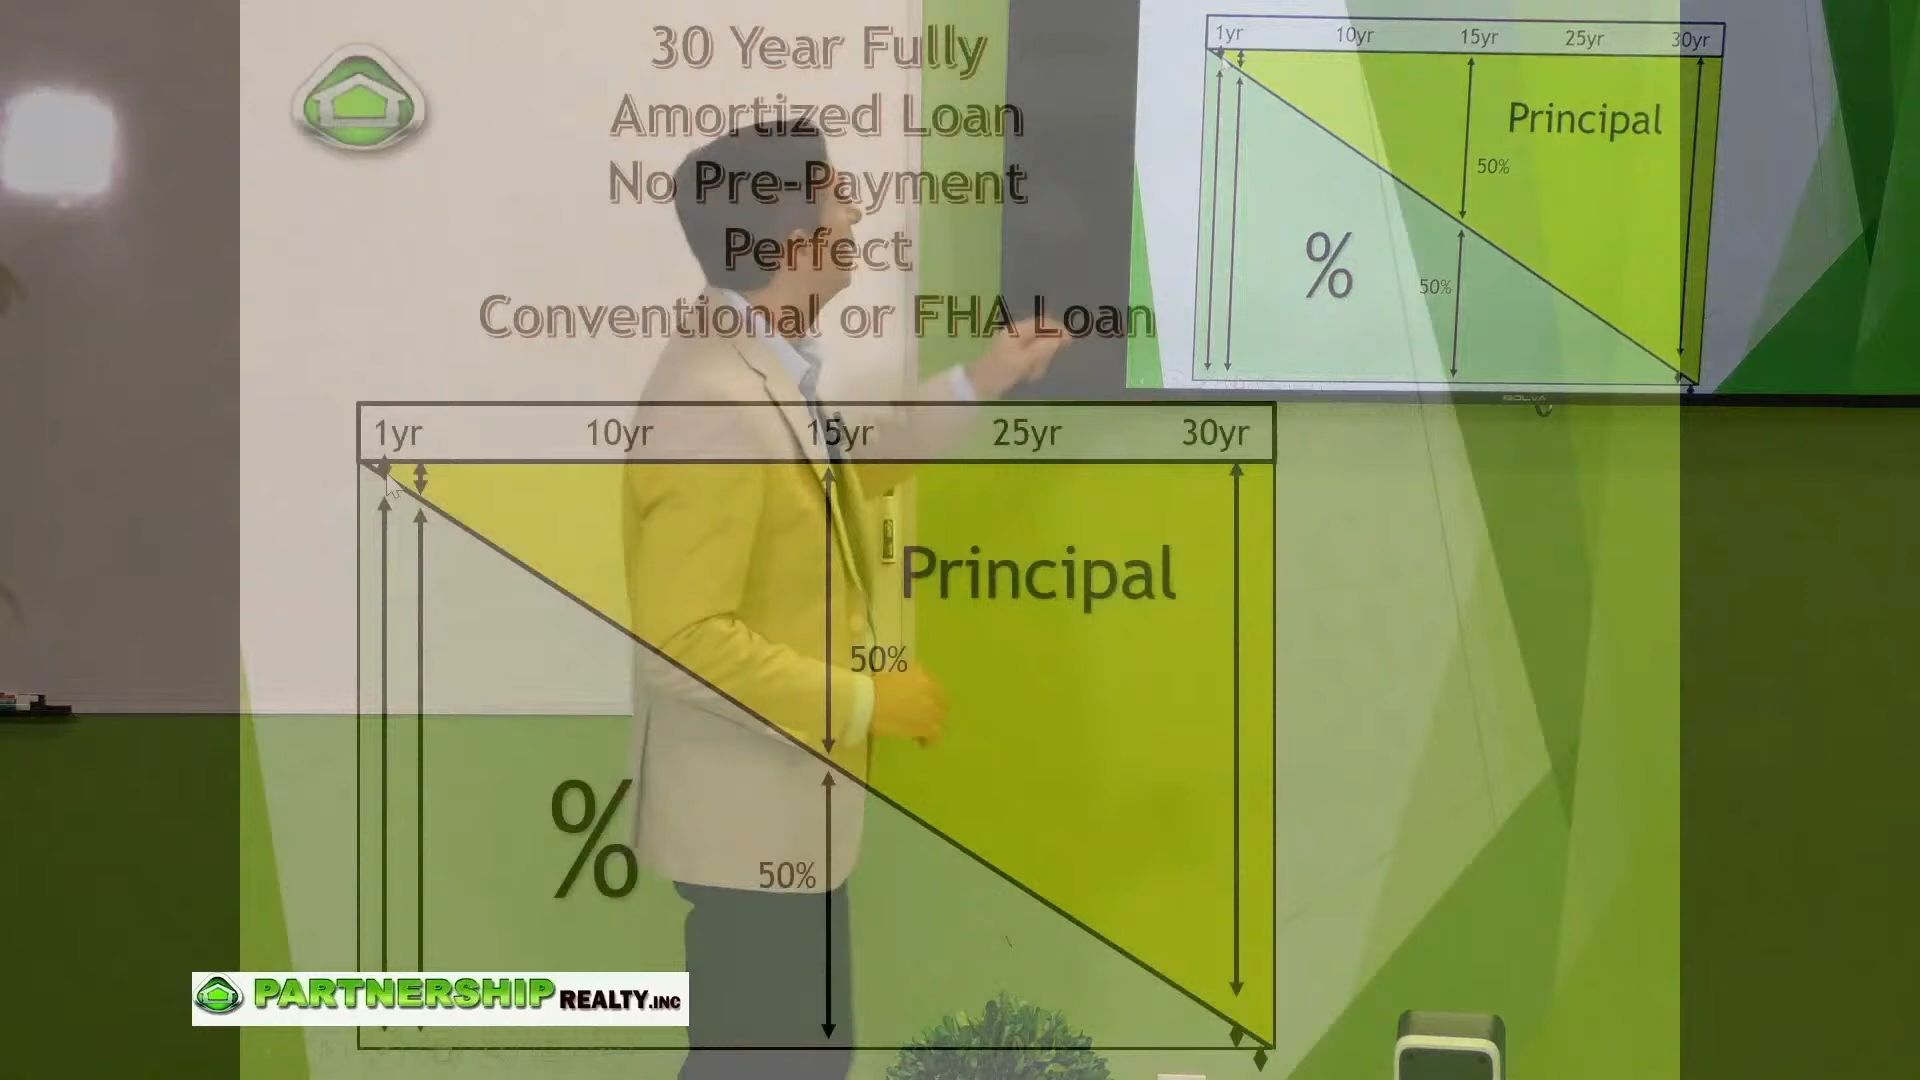 30 Year Fully
Amortized Loan
No Pre-Payment
Perfect
Conventional or FHA Loan
1yr 10yr 15yr 25yr 30yr
Principal
50%
%
50%
1yr 10yr 15yr 25yr 30yr
Principal
50%
%
50%
PARTNERSHIP REALTY.INC